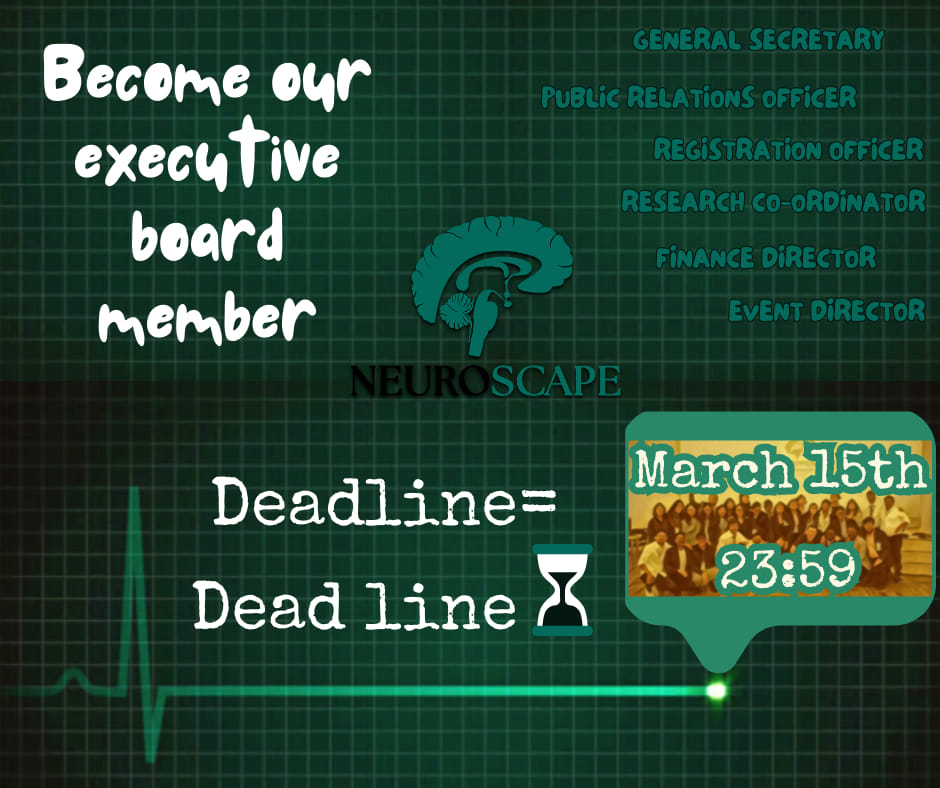 Become our
executive
board
member
GENERAL SECRETARY
PUBLIC RELATIONS OFFICER
REGISTRATION OFFICER
RESEARCH CO-ORDINATOR
FINANCE DIRECTOR
EVENT DIRECTOR
NEUROSCAPE
Deadline=
Dead line
March 15th
23:59